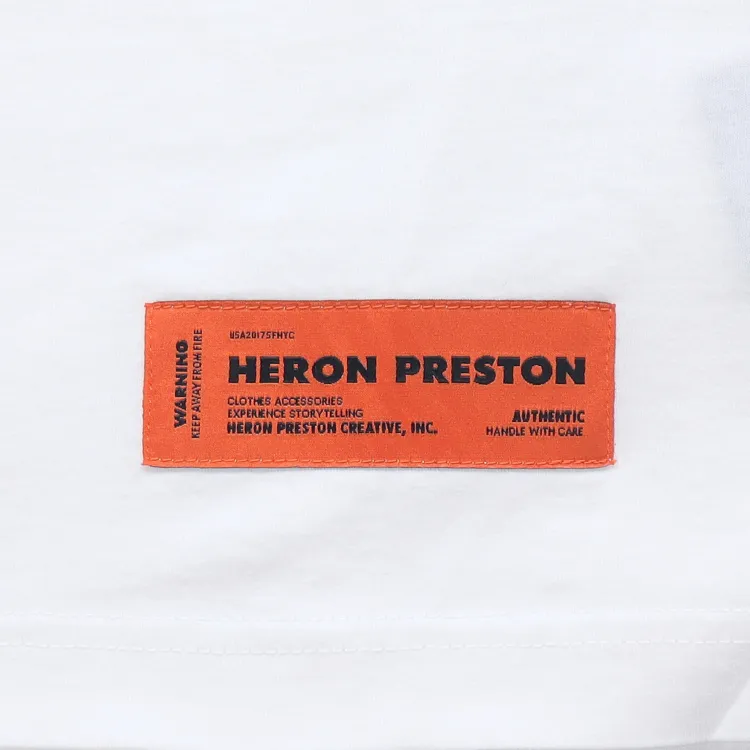 WARNING
KEEP AWAY FROM FIRE
USA2017SFNYC
HERON PRESTON
CLOTHES ACCESSORIES
EXPERIENCE STORYTELLING
HERON PRESTON CREATIVE, INC.
AUTHENTIC
HANDLE WITH CARE